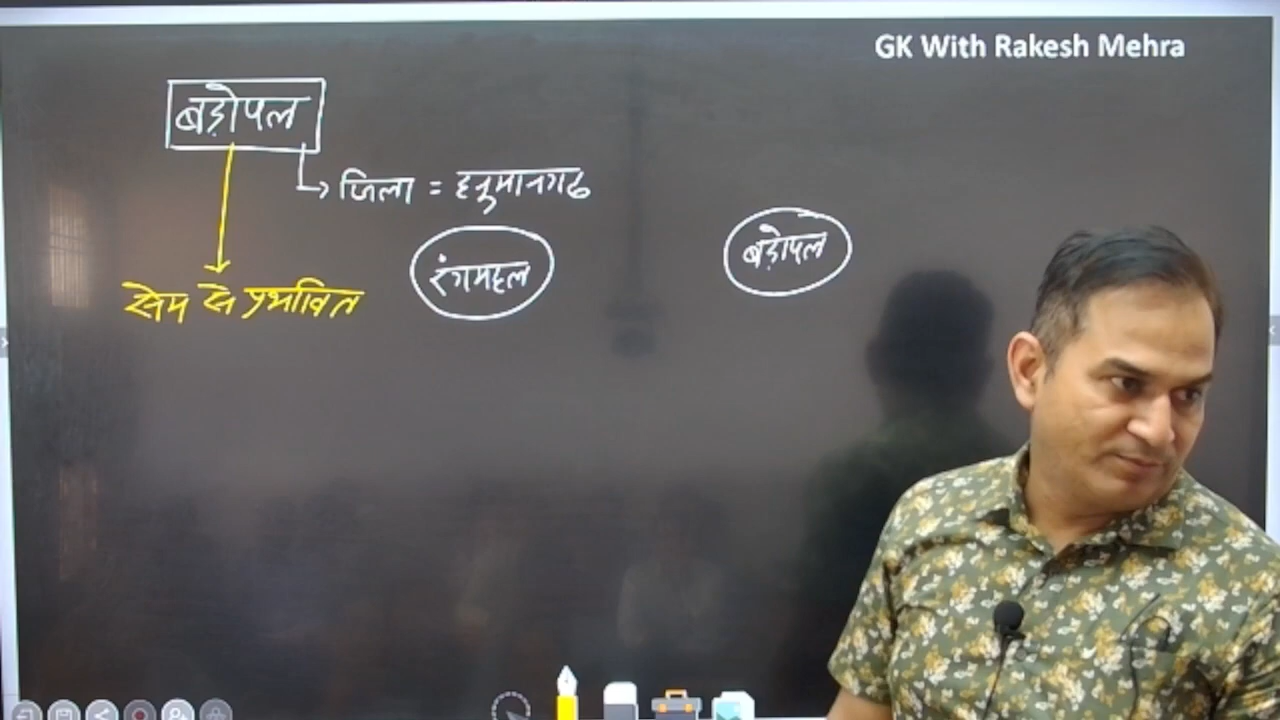 GK With Rakesh Mehra
बड़ोपल
जिला = हनुमानगढ
रंगमहल
बड़ोपल
सेम से प्रभावित